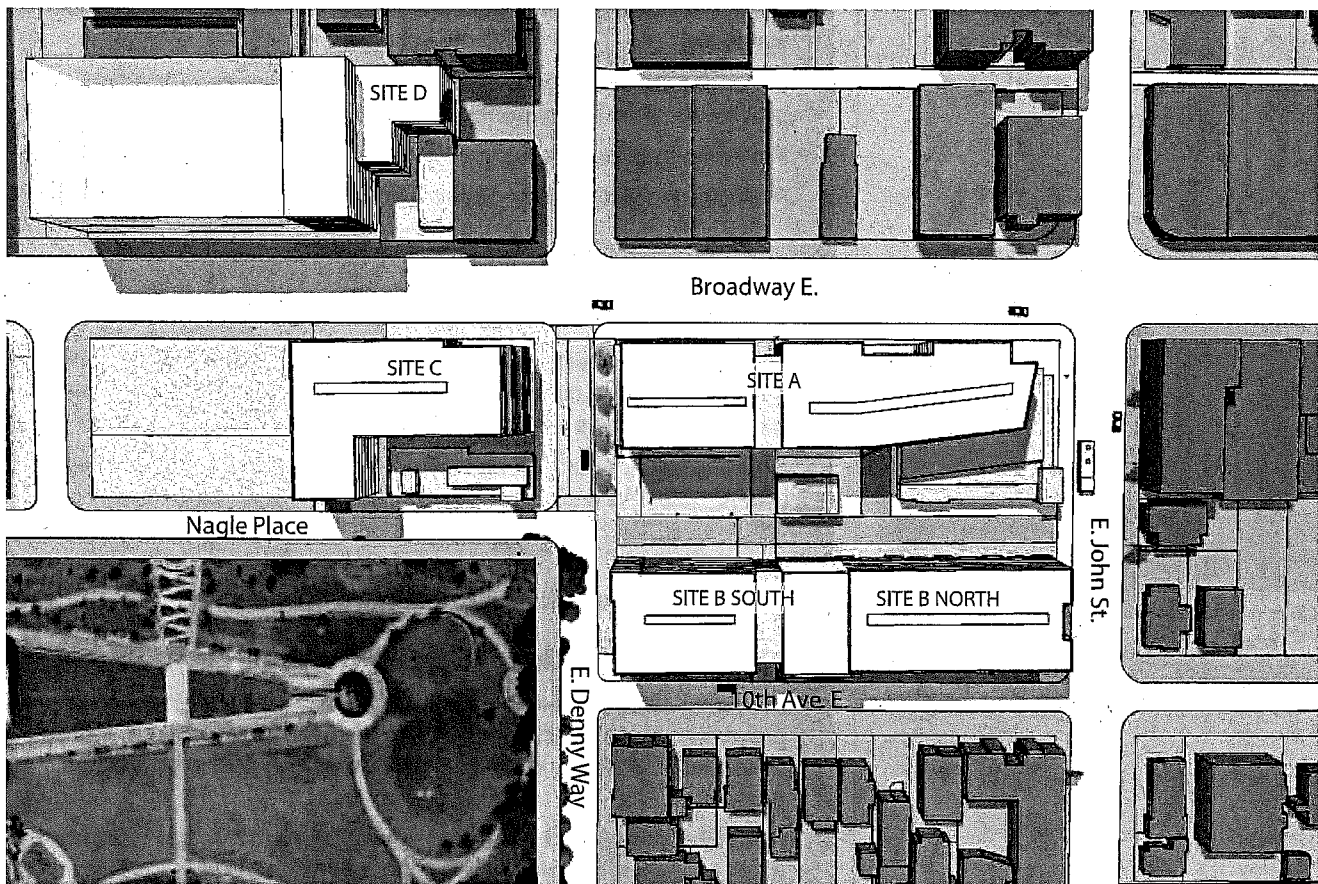 SITE D
Broadway E.
SITE C
SITE A
Nagle Place
E. John St.
SITE B SOUTH
SITE B NORTH
E. Denny Way
10th Ave. E.